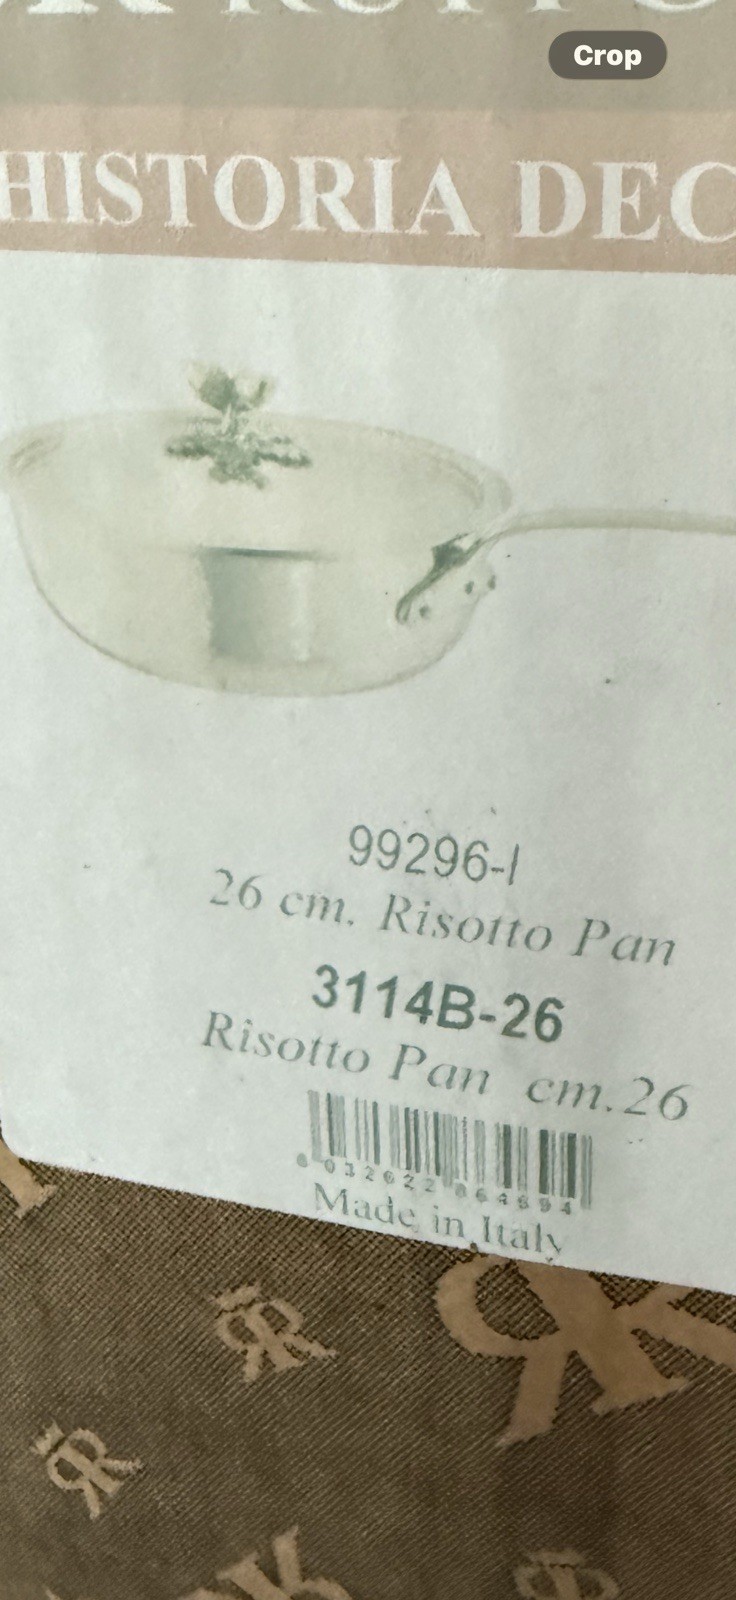 Crop
HISTORIA DEC
99296-I
26 cm. Risotto Pan
3114B-26
Risotto Pan cm.26
Made in Italy